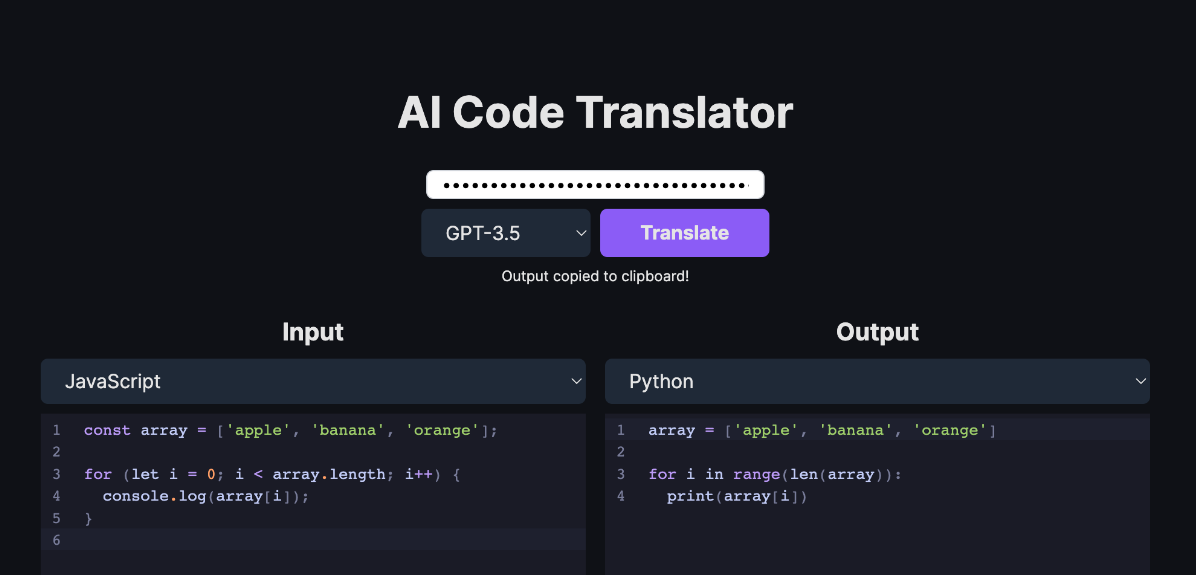 AI Code Translator
••••••••••••••••••••••••••••••••••
GPT-3.5
Translate
Output copied to clipboard!
Input
JavaScript
1 const array = ['apple', 'banana', 'orange'];
2
3 for (let i = 0; i < array.length; i++) {
4   console.log(array[i]);
5 }
6
Output
Python
1 array = ['apple', 'banana', 'orange']
2
3 for i in range(len(array)):
4   print(array[i])